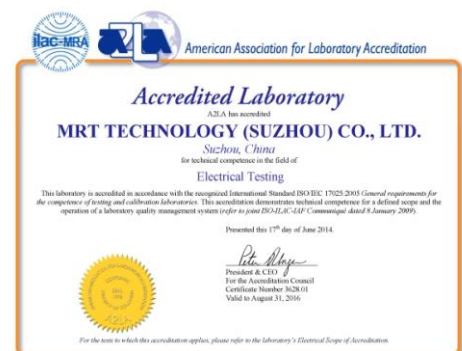 ilac-MRA
A2LA
American Association for Laboratory Accreditation
Accredited Laboratory
A2LA has accredited
MRT TECHNOLOGY (SUZHOU) CO., LTD.
Suzhou, China
for technical competence in the field of
Electrical Testing
This laboratory is accredited in accordance with the recognized International Standard ISO/IEC 17025:2005 General requirements for
the competence of testing and calibration laboratories. This accreditation demonstrates technical competence for a defined scope and the
operation of a laboratory quality management system (refer to joint ISO-ILAC-IAF Communiqué dated 8 January 2009).
Presented this 17th day of June 2014.
President & CEO
For the Accreditation Council
Certificate Number 3628.01
Valid to August 31, 2016
A2LA
For the tests to which this accreditation applies, please refer to the laboratory's Electrical Scope of Accreditation.